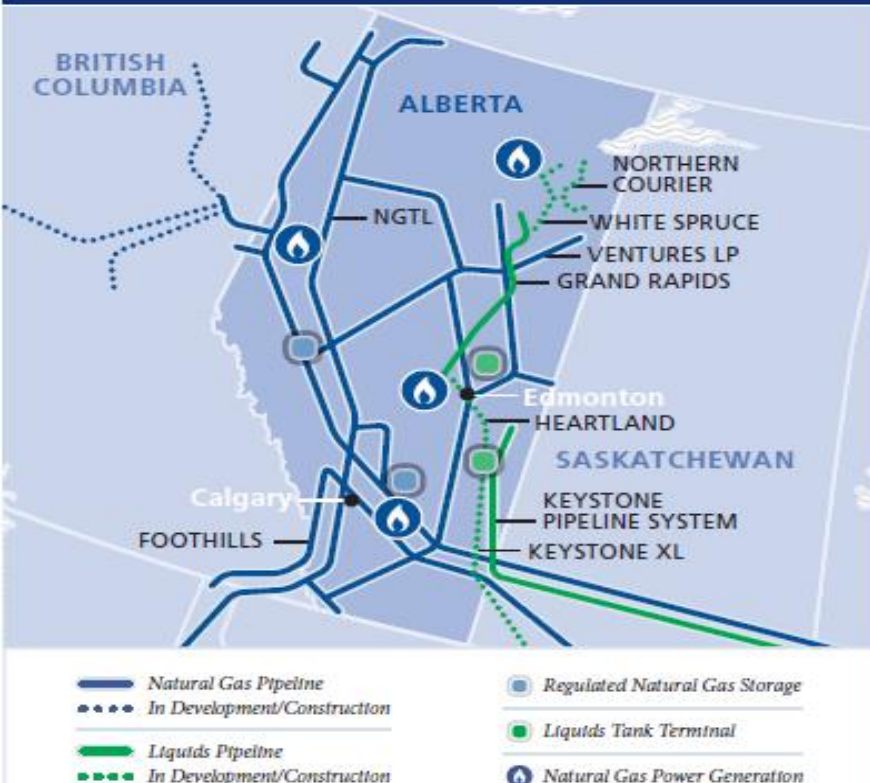 BRITISH
COLUMBIA
ALBERTA
NORTHERN
COURIER
NGTL
WHITE SPRUCE
VENTURES LP
GRAND RAPIDS
Edmonton
HEARTLAND
SASKATCHEWAN
Calgary
KEYSTONE
PIPELINE SYSTEM
FOOTHILLS
KEYSTONE XL
Natural Gas Pipeline
In Development/Construction
Liquids Pipeline
In Development/Construction
Regulated Natural Gas Storage
Liquids Tank Terminal
Natural Gas Power Generation